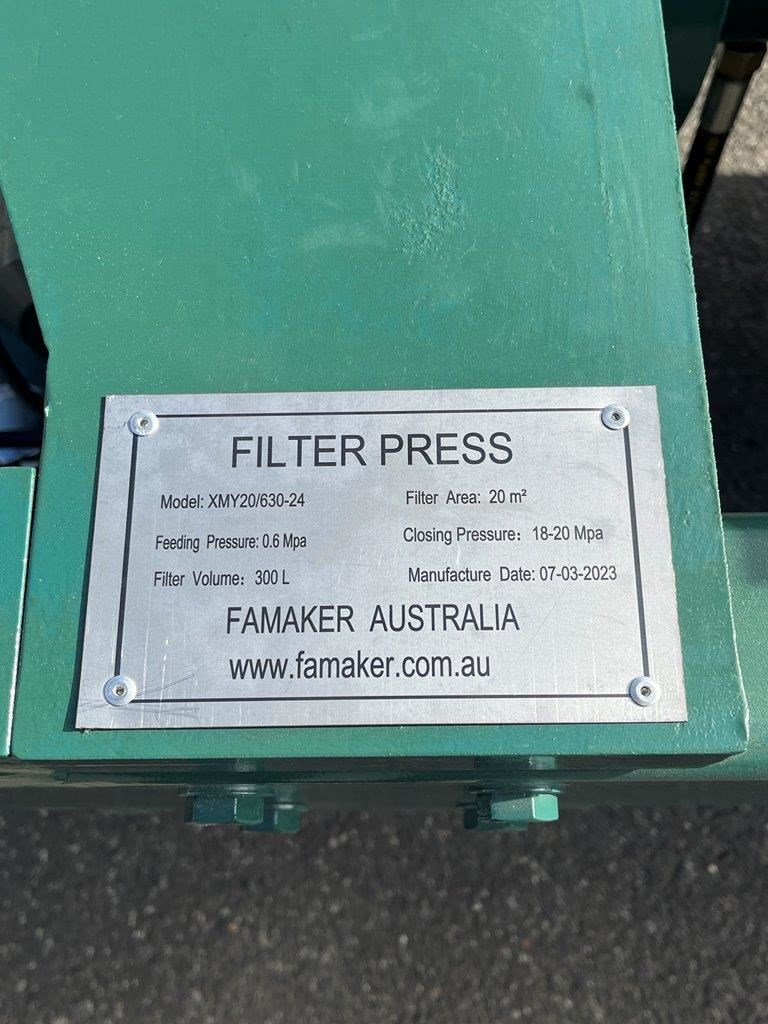 FILTER PRESS
Model: XMY20/630-24
Filter Area: 20 m²
Feeding Pressure: 0.6 Mpa
Closing Pressure: 18-20 Mpa
Filter Volume: 300 L
Manufacture Date: 07-03-2023
FAMAKER AUSTRALIA
www.famaker.com.au